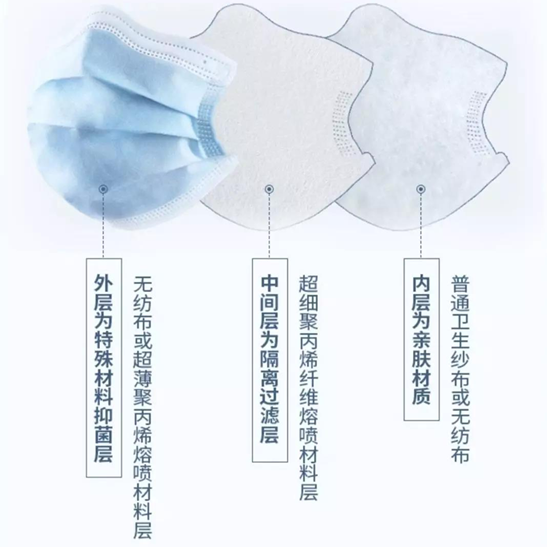 外层为特殊材料抑菌层
无纺布或超薄聚丙烯熔喷材料层
中间层为隔离过滤层
超细聚丙烯纤维熔喷材料层
内层为亲肤材质
普通卫生纱布或无纺布